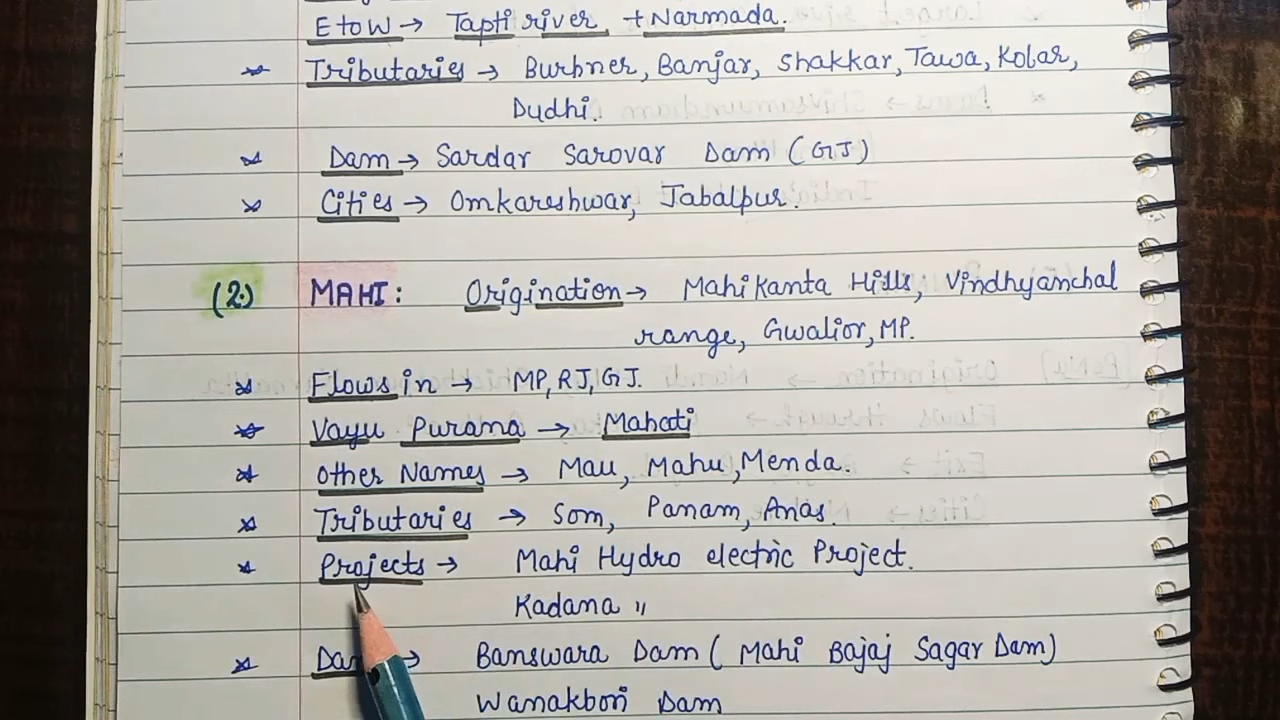 E to W → Tapti river + Narmada.
Tributaries → Burhner, Banjar, Shakkar, Tawa, Kolar,
Dudhi.
Dam → Sardar Sarovar Dam (GJ)
Cities → Omkareshwar, Jabalpur.
(2.) MAHI: Origination → Mahikanta Hills, Vindhyanchal
range, Gwalior, MP.
Flows in → MP, RJ, GJ.
Vayu Purana → Mahati
Other Names → Mau, Mahu, Menda.
Tributaries → Som, Panam, Anas.
Projects → Mahi Hydro electric Project.
Kadana "
→ Banswara Dam ( Mahi Bajaj Sagar Dam)
Wanakbori Dam